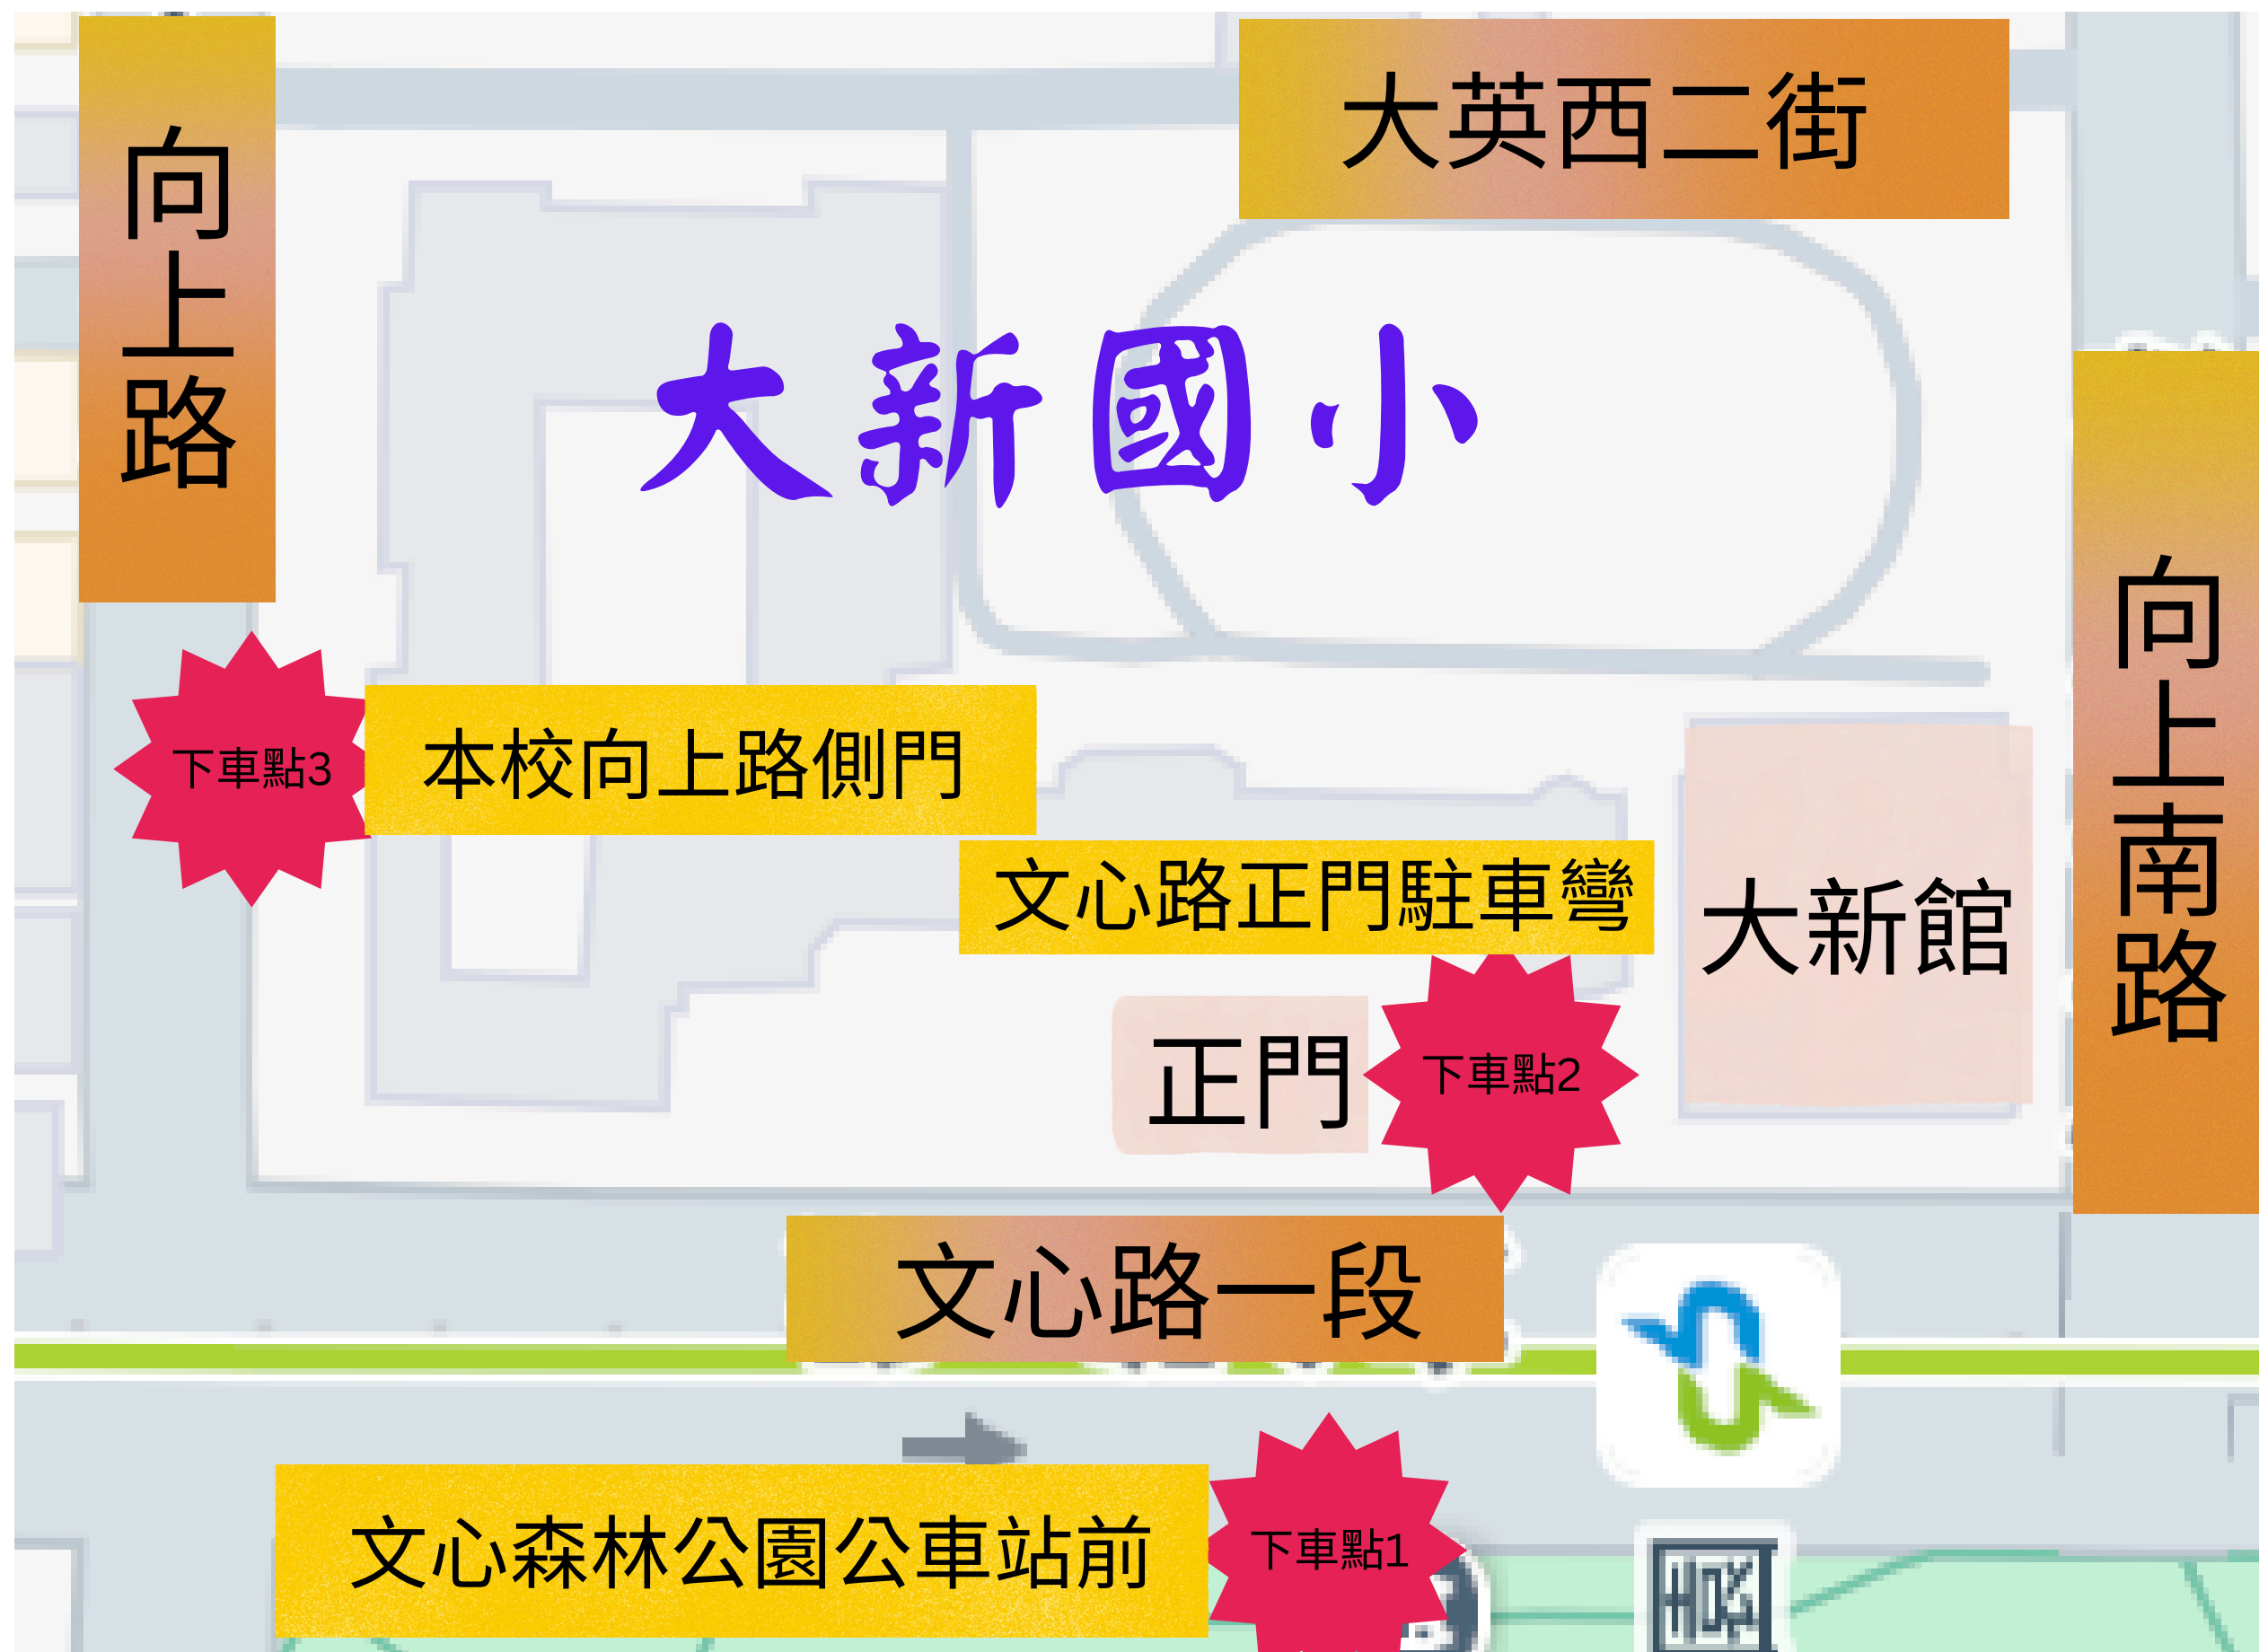 大英西二街
向上路
大新國小
向上南路
下車點3
本校向上路側門
文心路正門駐車彎
大新館
正門
下車點2
文心路一段
文心森林公園公車站前
下車點1